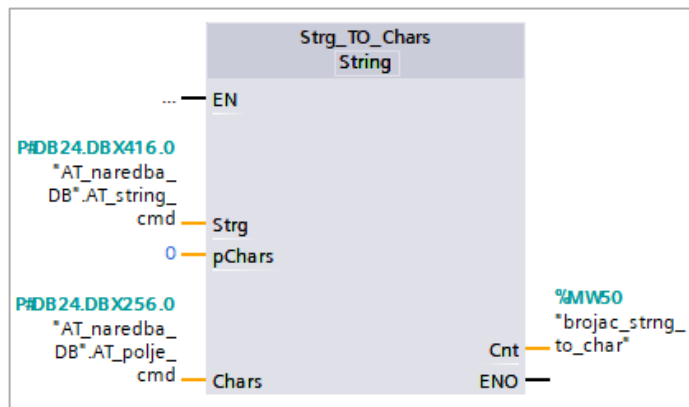 Strg_TO_Chars
String
... EN
P#DB24.DBX416.0
"AT_naredba_
DB".AT_string_
cmd
Strg
0
pChars
P#DB24.DBX256.0
"AT_naredba_
DB".AT_polje_
cmd
Chars
%MW50
"brojac_strng_
to_char"
Cnt
ENO